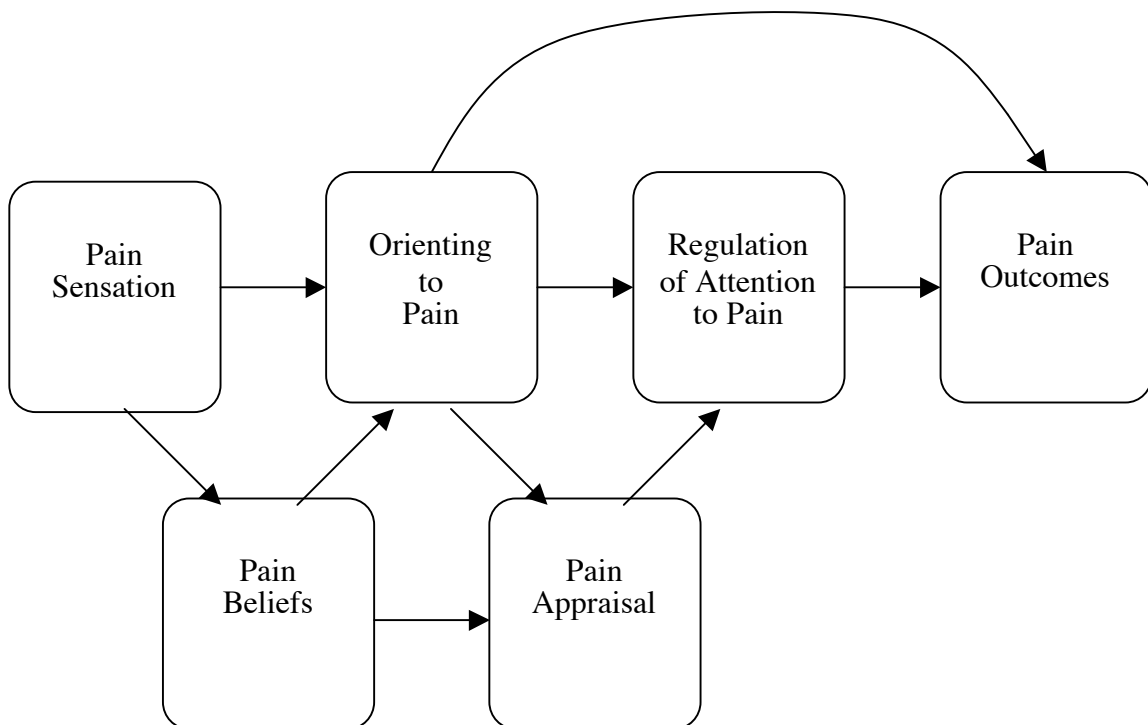 Pain
Sensation
Orienting
to
Pain
Regulation
of Attention
to Pain
Pain
Outcomes
Pain
Beliefs
Pain
Appraisal